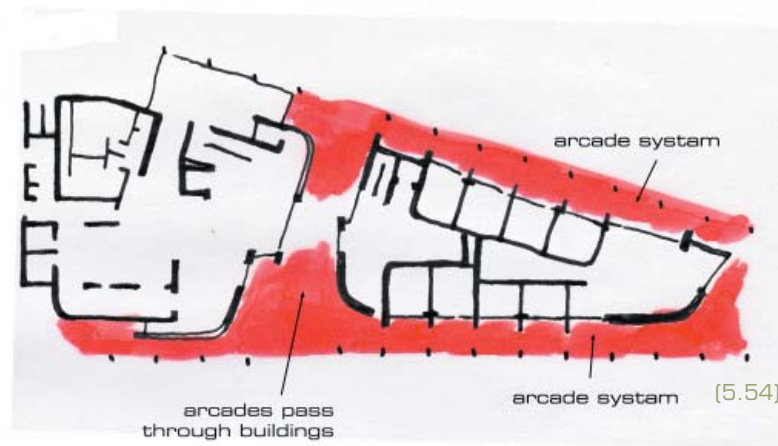 arcade systam
arcade systam
(5.54)
arcades pass
through buildings